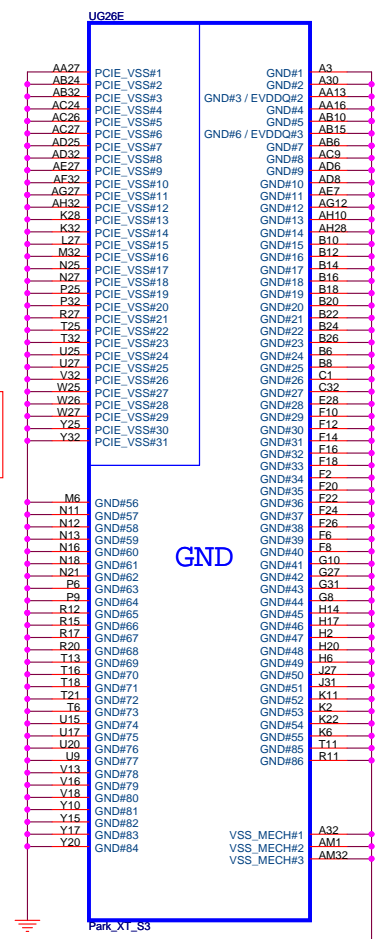 UG26E
AA27 PCIE_VSS#1 GND#1 A3
AB24 PCIE_VSS#2 GND#2 A30
AB32 PCIE_VSS#3 GND#3 / EVDDQ#2 AA13
AC24 PCIE_VSS#4 GND#4 AA16
AC26 PCIE_VSS#5 GND#5 AB10
AC27 PCIE_VSS#6 GND#6 / EVDDQ#3 AB15
AD25 PCIE_VSS#7 GND#7 AB6
AD32 PCIE_VSS#8 GND#8 AC9
AE27 PCIE_VSS#9 GND#9 AD6
AF32 PCIE_VSS#10 GND#10 AD8
AG27 PCIE_VSS#11 GND#11 AE7
AH32 PCIE_VSS#12 GND#12 AG12
K28 PCIE_VSS#13 GND#13 AH10
K32 PCIE_VSS#14 GND#14 AH28
L27 PCIE_VSS#15 GND#15 B10
M32 PCIE_VSS#16 GND#16 B12
N25 PCIE_VSS#17 GND#17 B14
N27 PCIE_VSS#18 GND#18 B16
P25 PCIE_VSS#19 GND#19 B18
P32 PCIE_VSS#20 GND#20 B20
R27 PCIE_VSS#21 GND#21 B22
T25 PCIE_VSS#22 GND#22 B24
T32 PCIE_VSS#23 GND#23 B26
U25 PCIE_VSS#24 GND#24 B6
U27 PCIE_VSS#25 GND#25 B8
V32 PCIE_VSS#26 GND#26 C1
W25 PCIE_VSS#27 GND#27 C32
W26 PCIE_VSS#28 GND#28 E28
W27 PCIE_VSS#29 GND#29 F10
Y25 PCIE_VSS#30 GND#30 F12
Y32 PCIE_VSS#31 GND#31 F14
GND#32 F16
GND#33 F18
GND#34 F2
GND#35 F20
M6 GND#56 GND#36 F22
N11 GND#57 GND#37 F24
N12 GND#58 GND#38 F26
N13 GND#59 GND#39 F6
N16 GND#60 GND#40 F8
GND
N18 GND#61 GND#41 G10
N21 GND#62 GND#42 G27
P6 GND#63 GND#43 G31
P9 GND#64 GND#44 G8
R12 GND#65 GND#45 H14
R15 GND#66 GND#46 H17
R17 GND#67 GND#47 H2
R20 GND#68 GND#48 H20
T13 GND#69 GND#49 H6
T16 GND#70 GND#50 J27
T18 GND#71 GND#51 J31
T21 GND#72 GND#52 K11
T6 GND#73 GND#53 K2
U15 GND#74 GND#54 K22
U17 GND#75 GND#55 K6
U20 GND#76 GND#85 T11
U9 GND#77 GND#86 R11
V13 GND#78
V16 GND#79
V18 GND#80
Y10 GND#81
Y15 GND#82
Y17 GND#83 VSS_MECH#1 A32
Y20 GND#84 VSS_MECH#2 AM1
VSS_MECH#3 AM32
Park_XT_S3